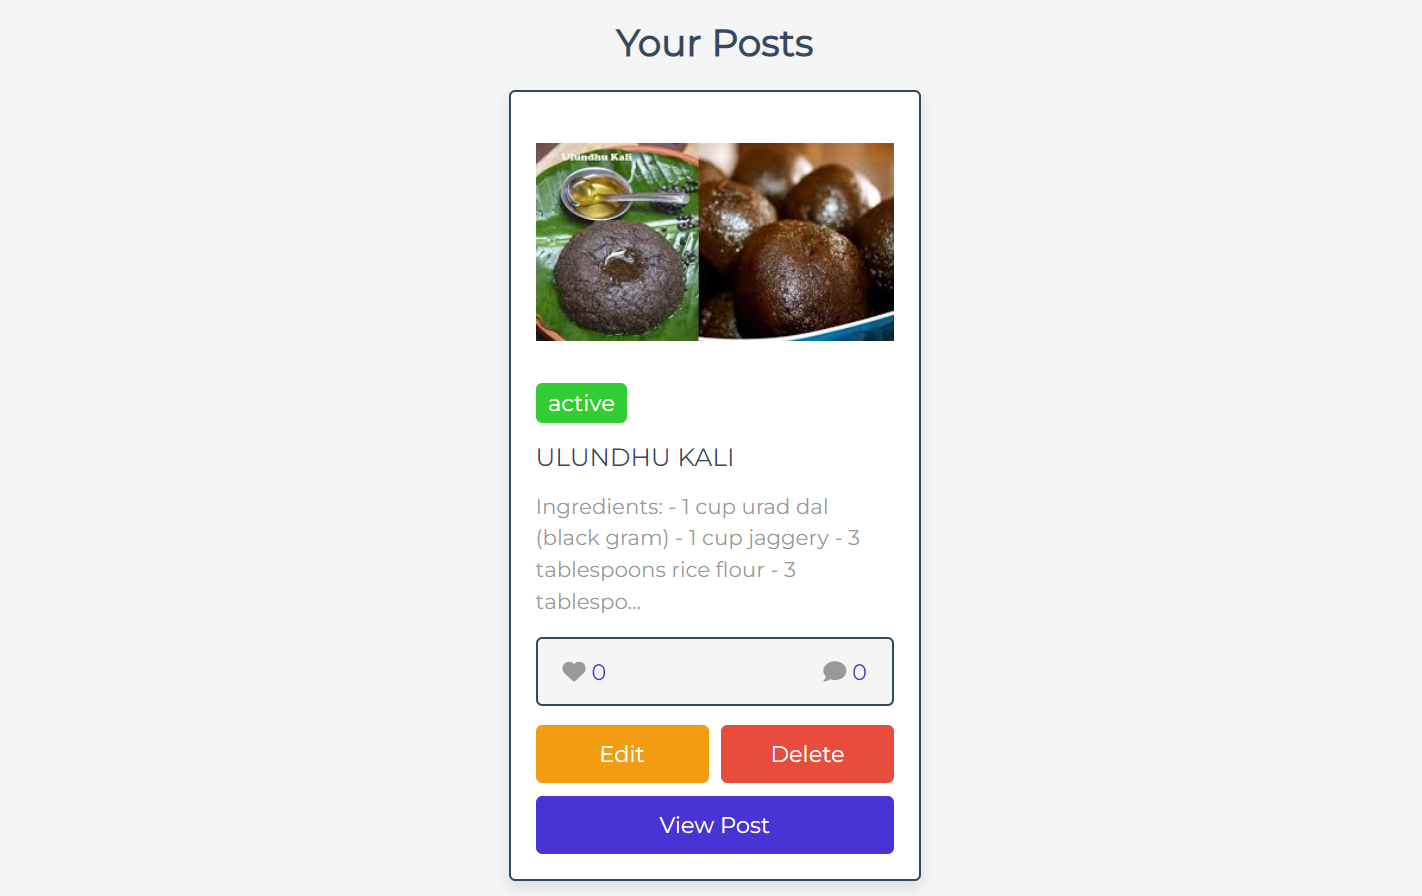 Your Posts
Ulundhu Kali
active
ULUNDHU KALI
Ingredients: - 1 cup urad dal
(black gram) - 1 cup jaggery - 3
tablespoons rice flour - 3
tablespo...
0 0
Edit Delete
View Post